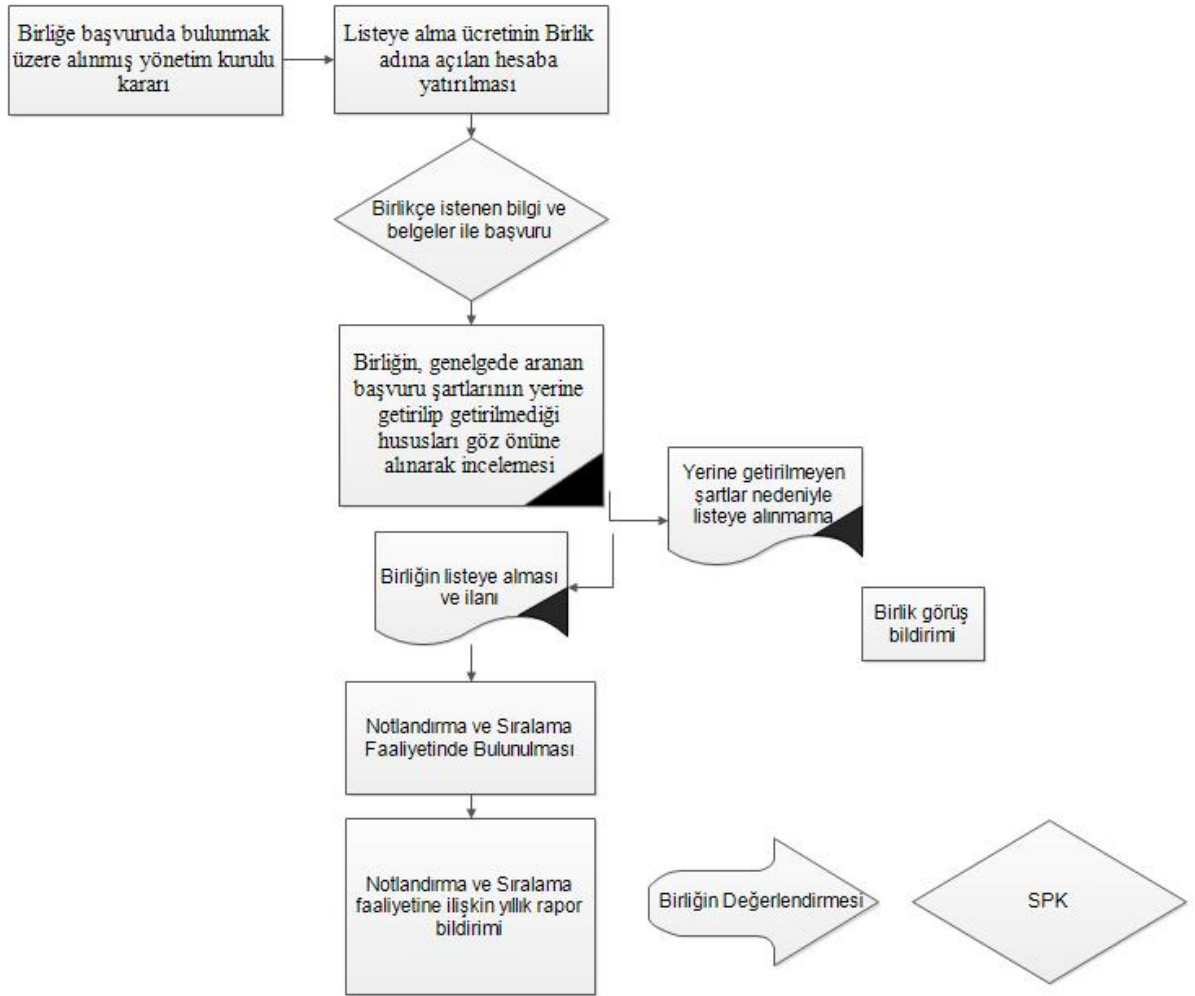 Birliğe başvuruda bulunmak
üzere alınmış yönetim kurulu
kararı
Listeye alma ücretinin Birlik
adına açılan hesaba
yatırılması
Birlikçe istenen bilgi ve
belgeler ile başvuru
Birliğin, genelgede aranan
başvuru şartlarının yerine
getirilip getirilmediği
hususları göz önüne
alınarak incelemesi
Yerine getirilmeyen
şartlar nedeniyle
listeye alınmama
Birliğin listeye alması
ve ilanı
Birlik görüş
bildirimi
Notlandırma ve Sıralama
Faaliyetinde Bulunulması
Notlandırma ve Sıralama
faaliyetine ilişkin yıllık rapor
bildirimi
Birliğin Değerlendirmesi
SPK